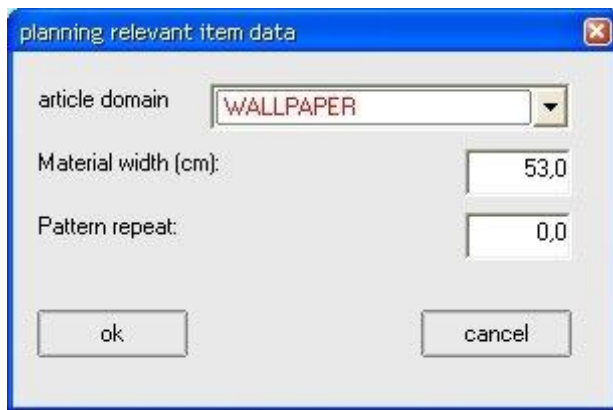 planning relevant item data
article domain WALLPAPER
Material width (cm): 53,0
Pattern repeat: 0,0
ok cancel